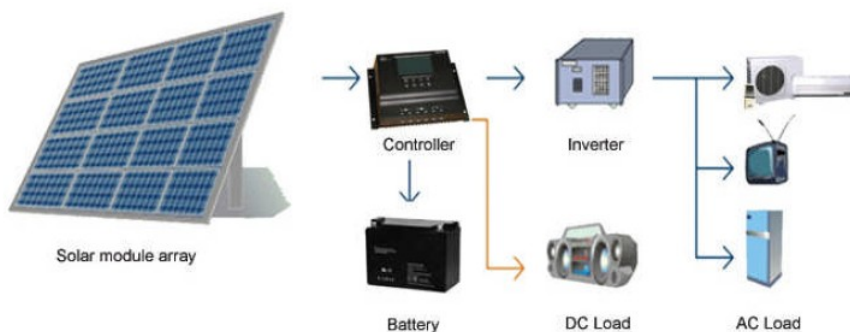 Controller
Inverter
Solar module array
Battery
DC Load
AC Load